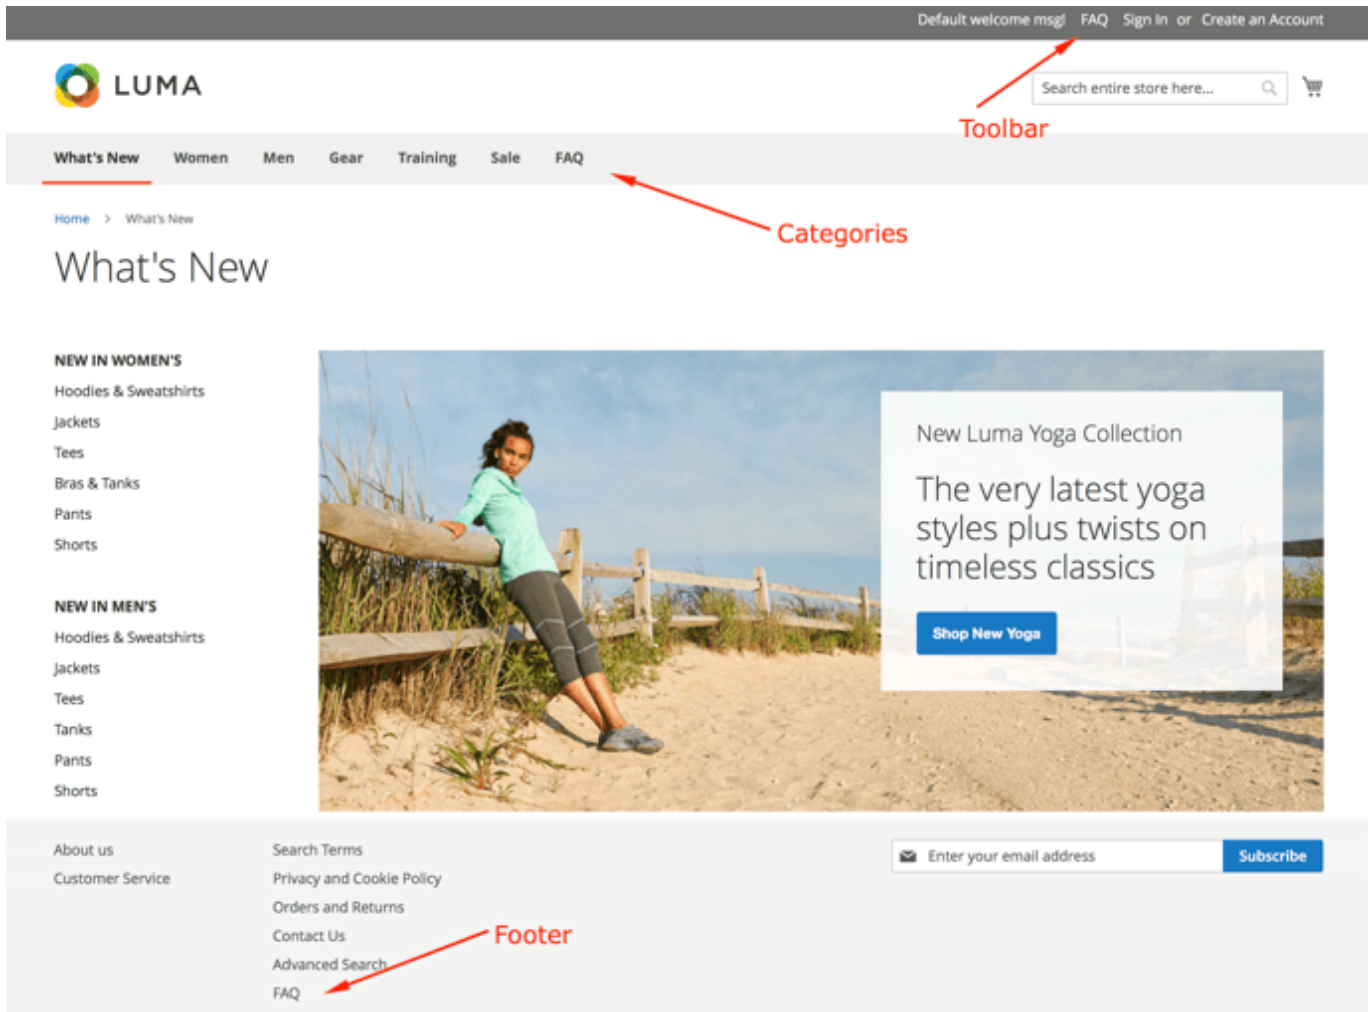 Default welcome msg! FAQ Sign In or Create an Account
LUMA
Search entire store here...
Toolbar
What's New Women Men Gear Training Sale FAQ
Categories
Home > What's New
What's New
NEW IN WOMEN'S
Hoodies & Sweatshirts
Jackets
Tees
Bras & Tanks
Pants
Shorts
NEW IN MEN'S
Hoodies & Sweatshirts
Jackets
Tees
Tanks
Pants
Shorts
New Luma Yoga Collection
The very latest yoga
styles plus twists on
timeless classics
Shop New Yoga
About us
Customer Service
Search Terms
Privacy and Cookie Policy
Orders and Returns
Contact Us
Advanced Search
FAQ
Footer
Enter your email address
Subscribe